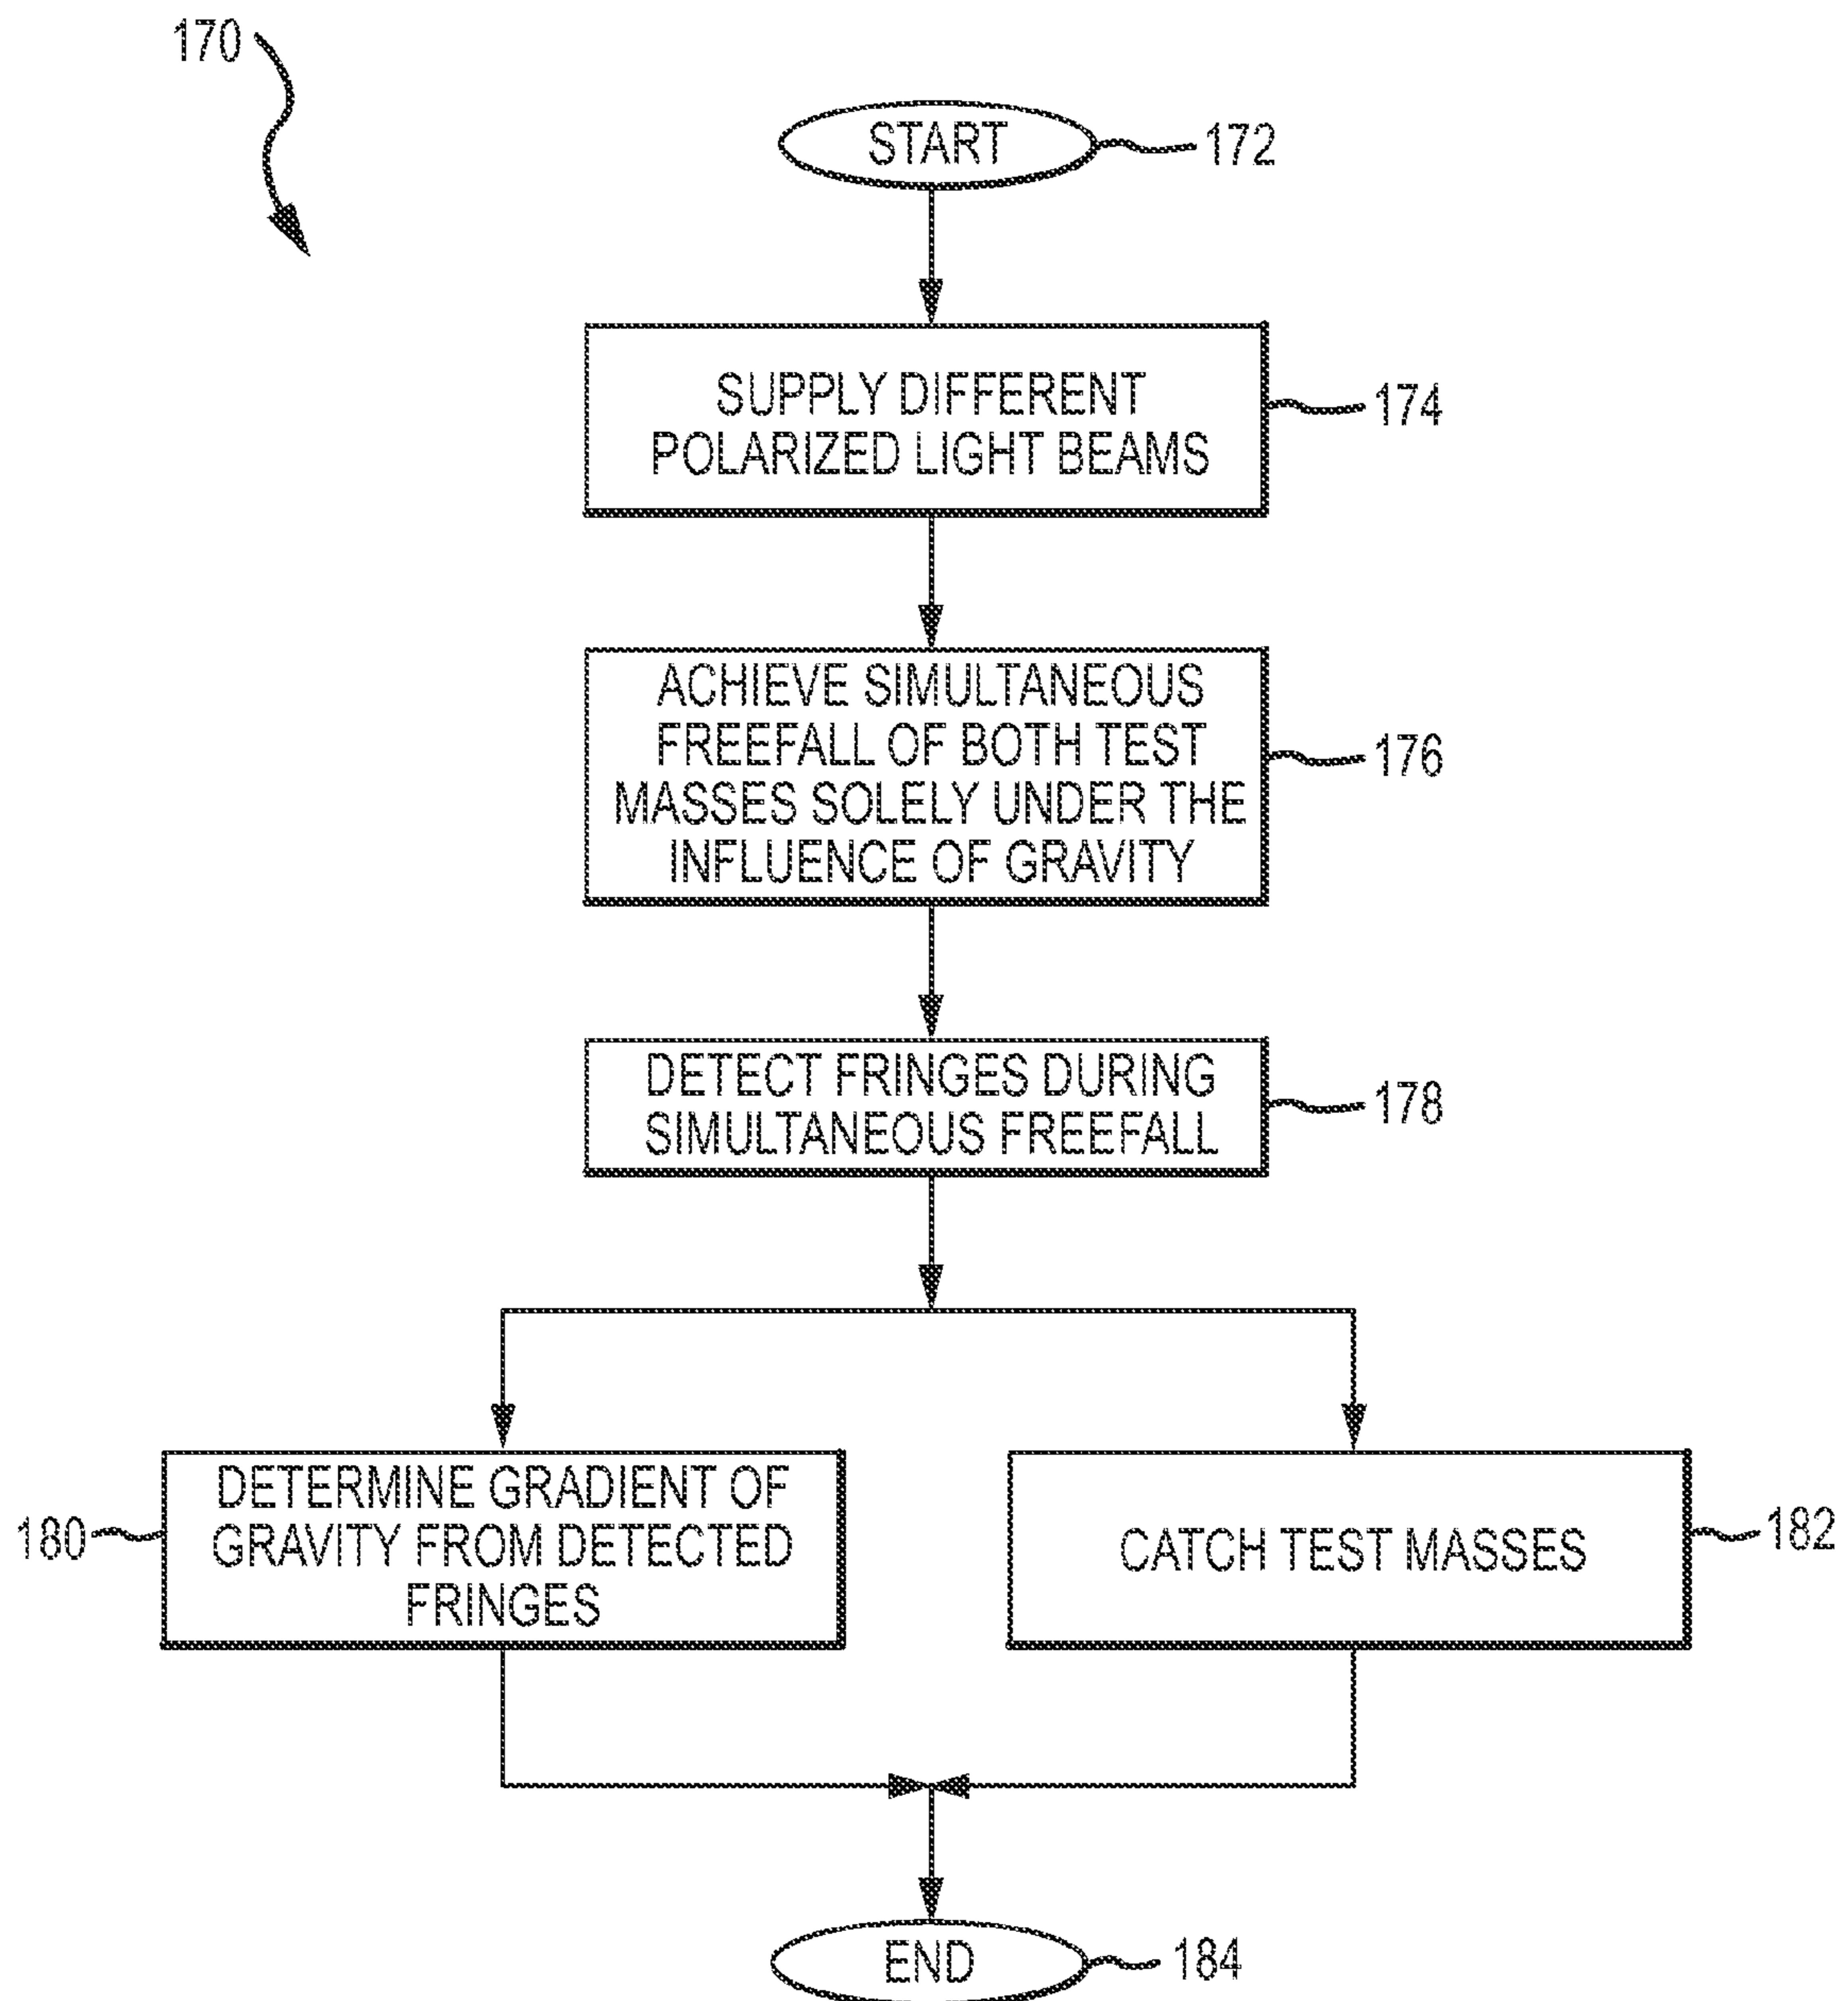 170
START
172
SUPPLY DIFFERENT
POLARIZED LIGHT BEAMS
174
ACHIEVE SIMULTANEOUS
FREEFALL OF BOTH TEST
MASSES SOLELY UNDER THE
INFLUENCE OF GRAVITY
176
DETECT FRINGES DURING
SIMULTANEOUS FREEFALL
178
180
DETERMINE GRADIENT OF
GRAVITY FROM DETECTED
FRINGES
CATCH TEST MASSES
182
END
184